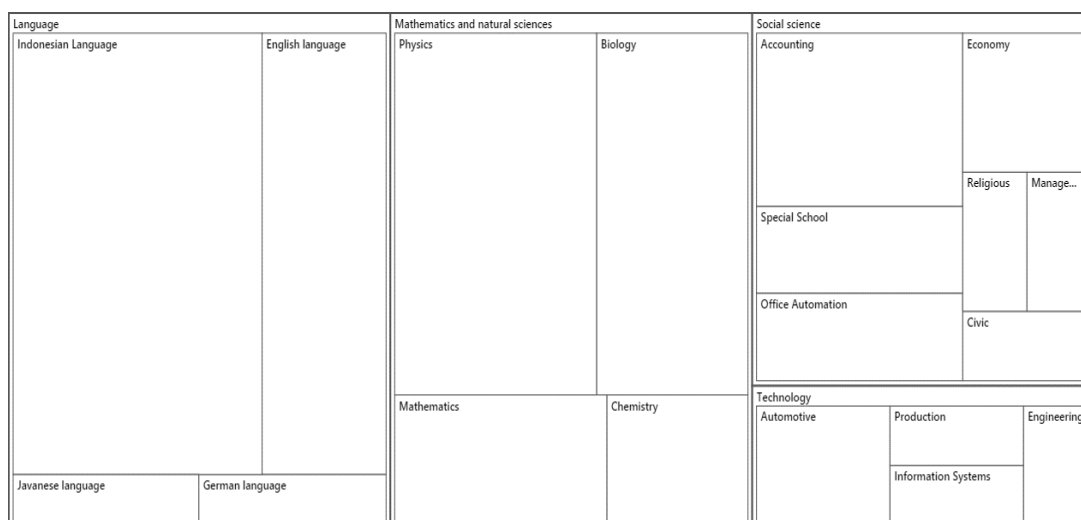 Language
Indonesian Language
English language
Javanese language
German language
Mathematics and natural sciences
Physics
Biology
Mathematics
Chemistry
Social science
Accounting
Economy
Special School
Religious
Manage...
Office Automation
Civic
Technology
Automotive
Production
Engineering
Information Systems